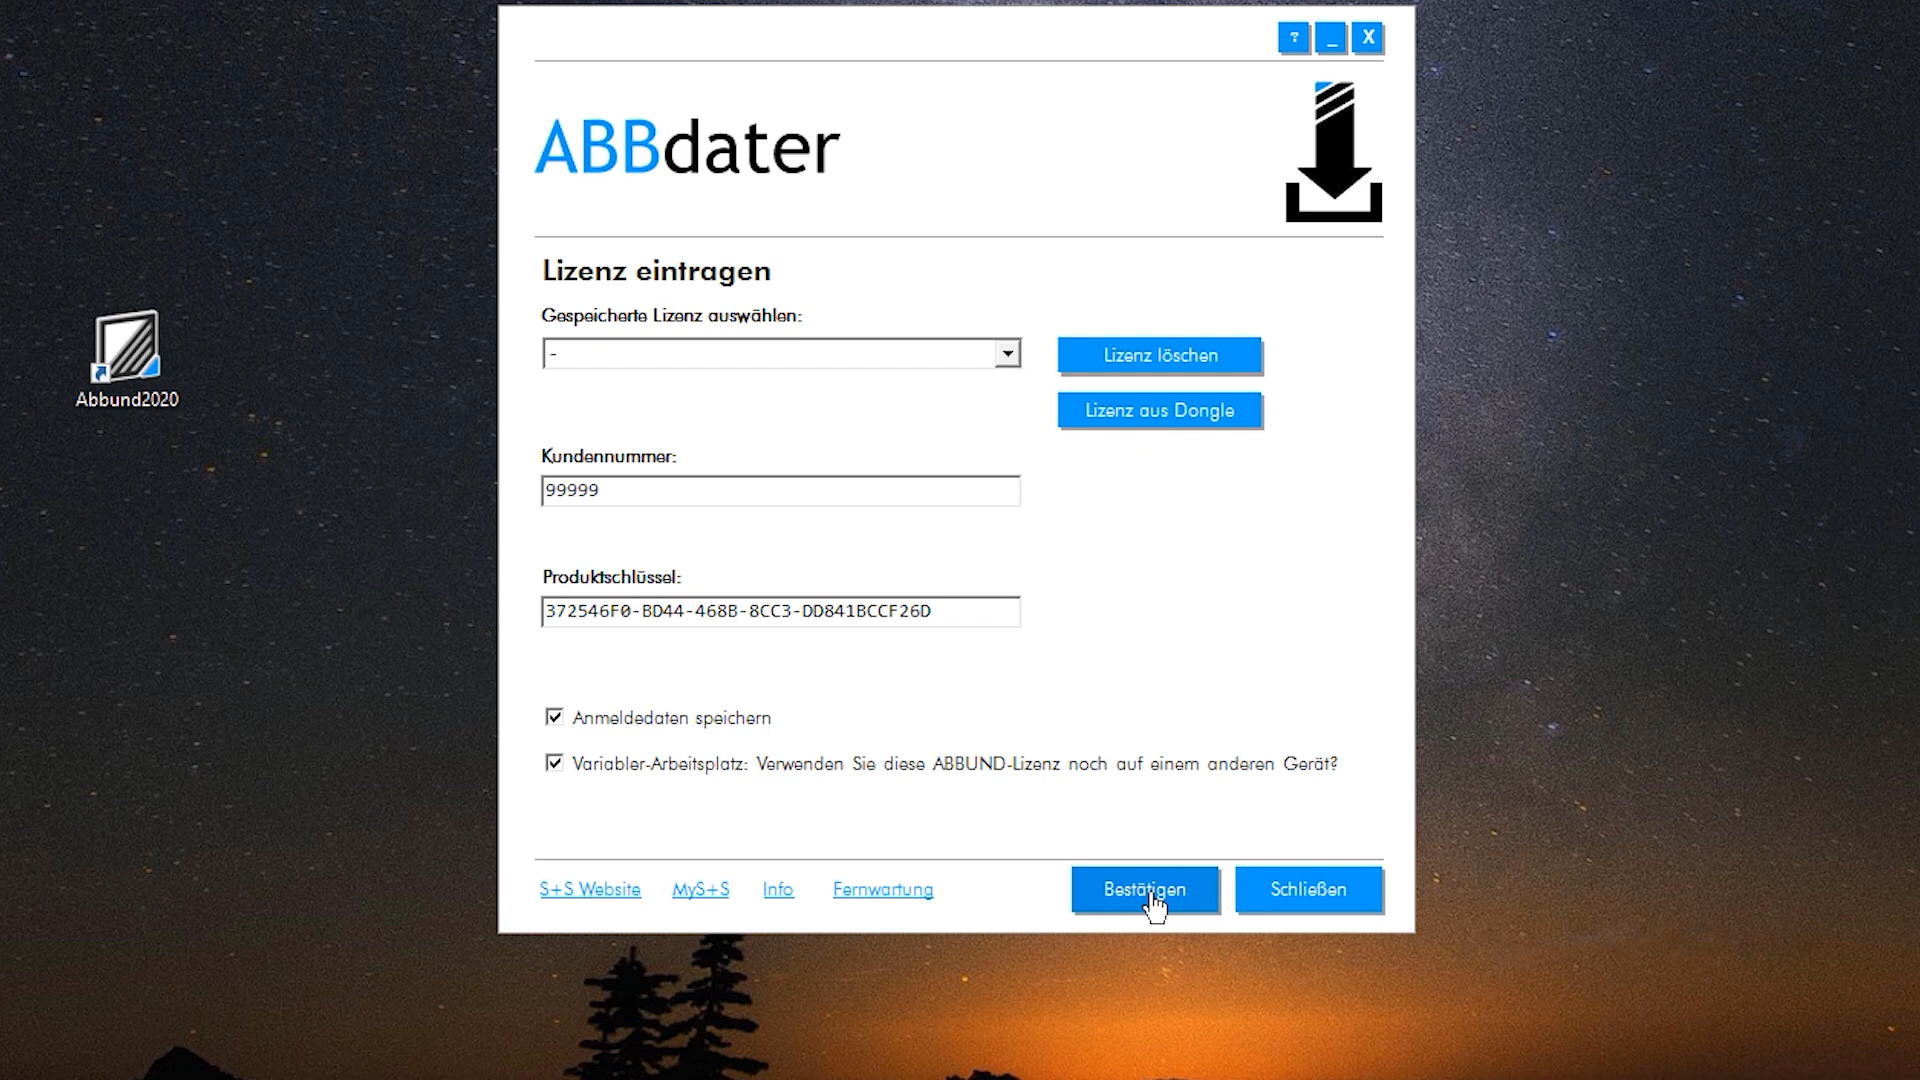 ? _ X
ABBdater
Lizenz eintragen
Gespeicherte Lizenz auswählen:
-
Lizenz löschen
Lizenz aus Dongle
Abbund2020
Kundennummer:
99999
Produktschlüssel:
372546F0-BD44-468B-8CC3-DD841BCCF26D
Anmeldedaten speichern
Variabler-Arbeitsplatz: Verwenden Sie diese ABBUND-Lizenz noch auf einem anderen Gerät?
S+S Website MyS+S Info Fernwartung Bestätigen Schließen